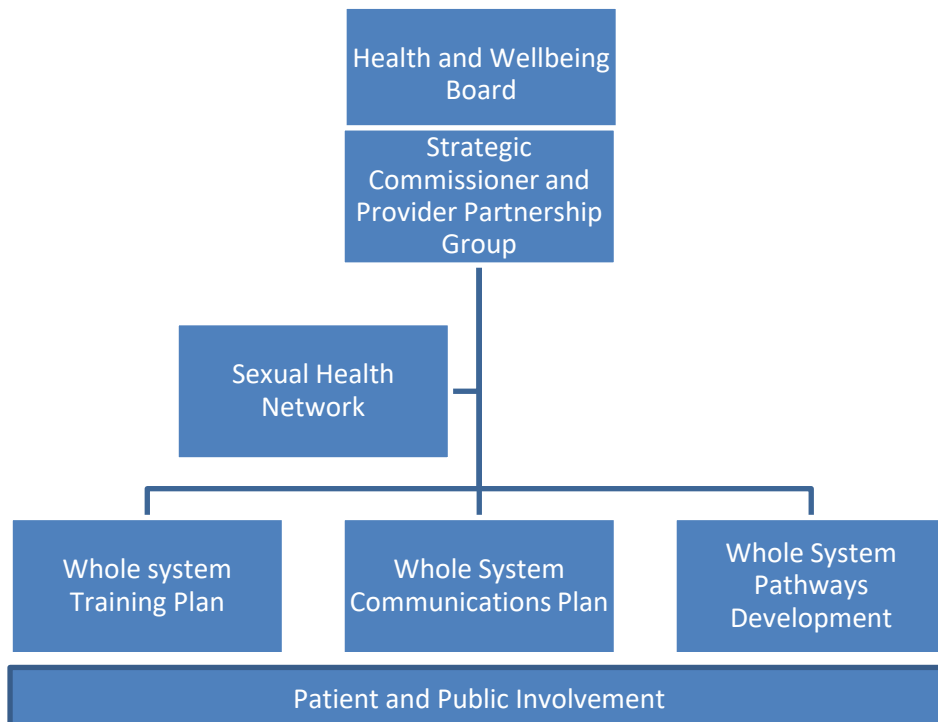 Health and Wellbeing
Board
Strategic
Commissioner and
Provider Partnership
Group
Sexual Health
Network
Whole system
Training Plan
Whole System
Communications Plan
Whole System
Pathways
Development
Patient and Public Involvement